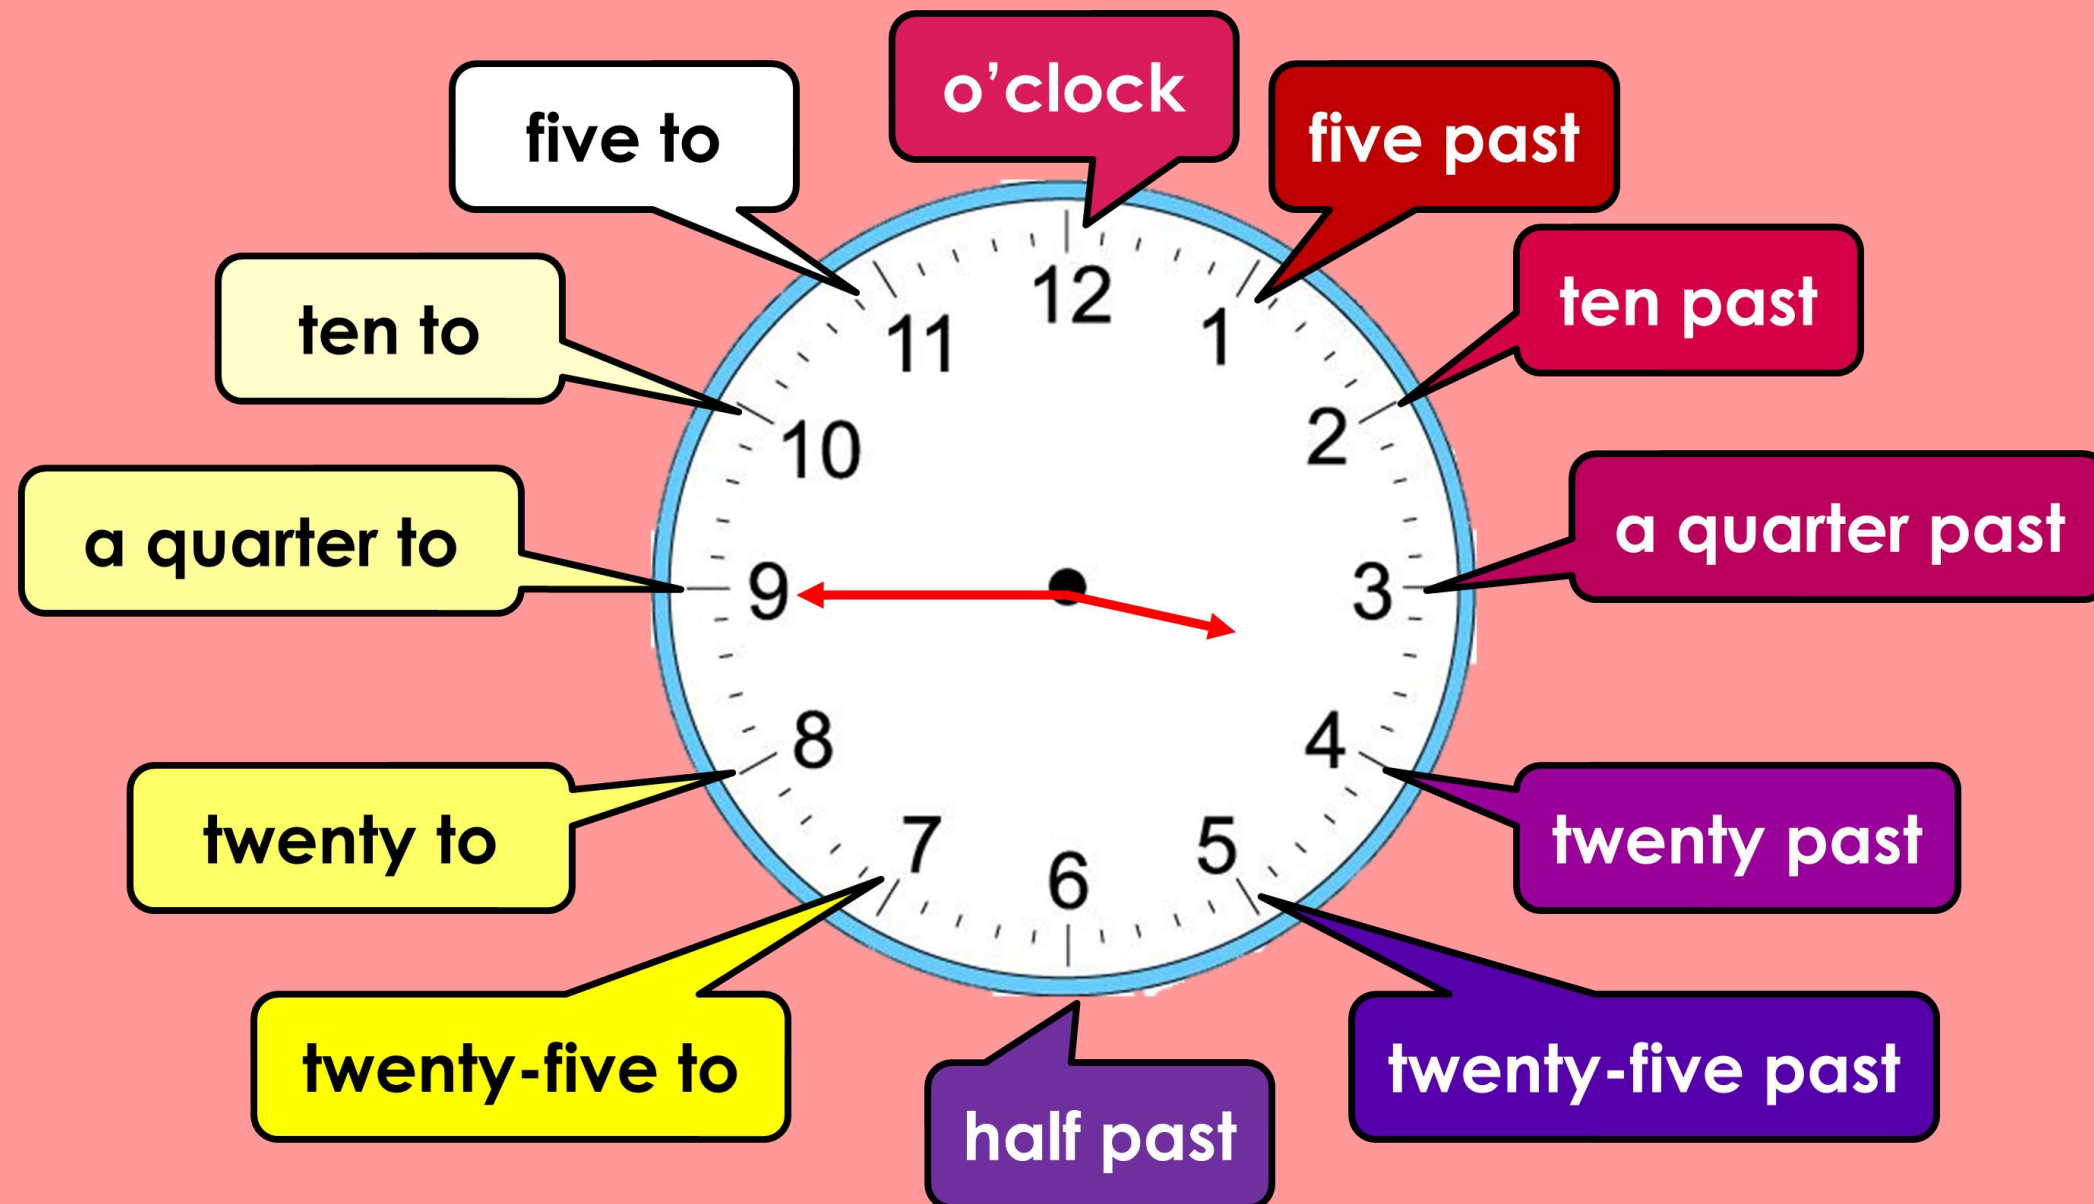 o’clock
five to
five past
ten to
ten past
a quarter to
a quarter past
twenty to
twenty past
twenty-five to
twenty-five past
half past
12
11
1
10
2
9
3
8
4
7
5
6